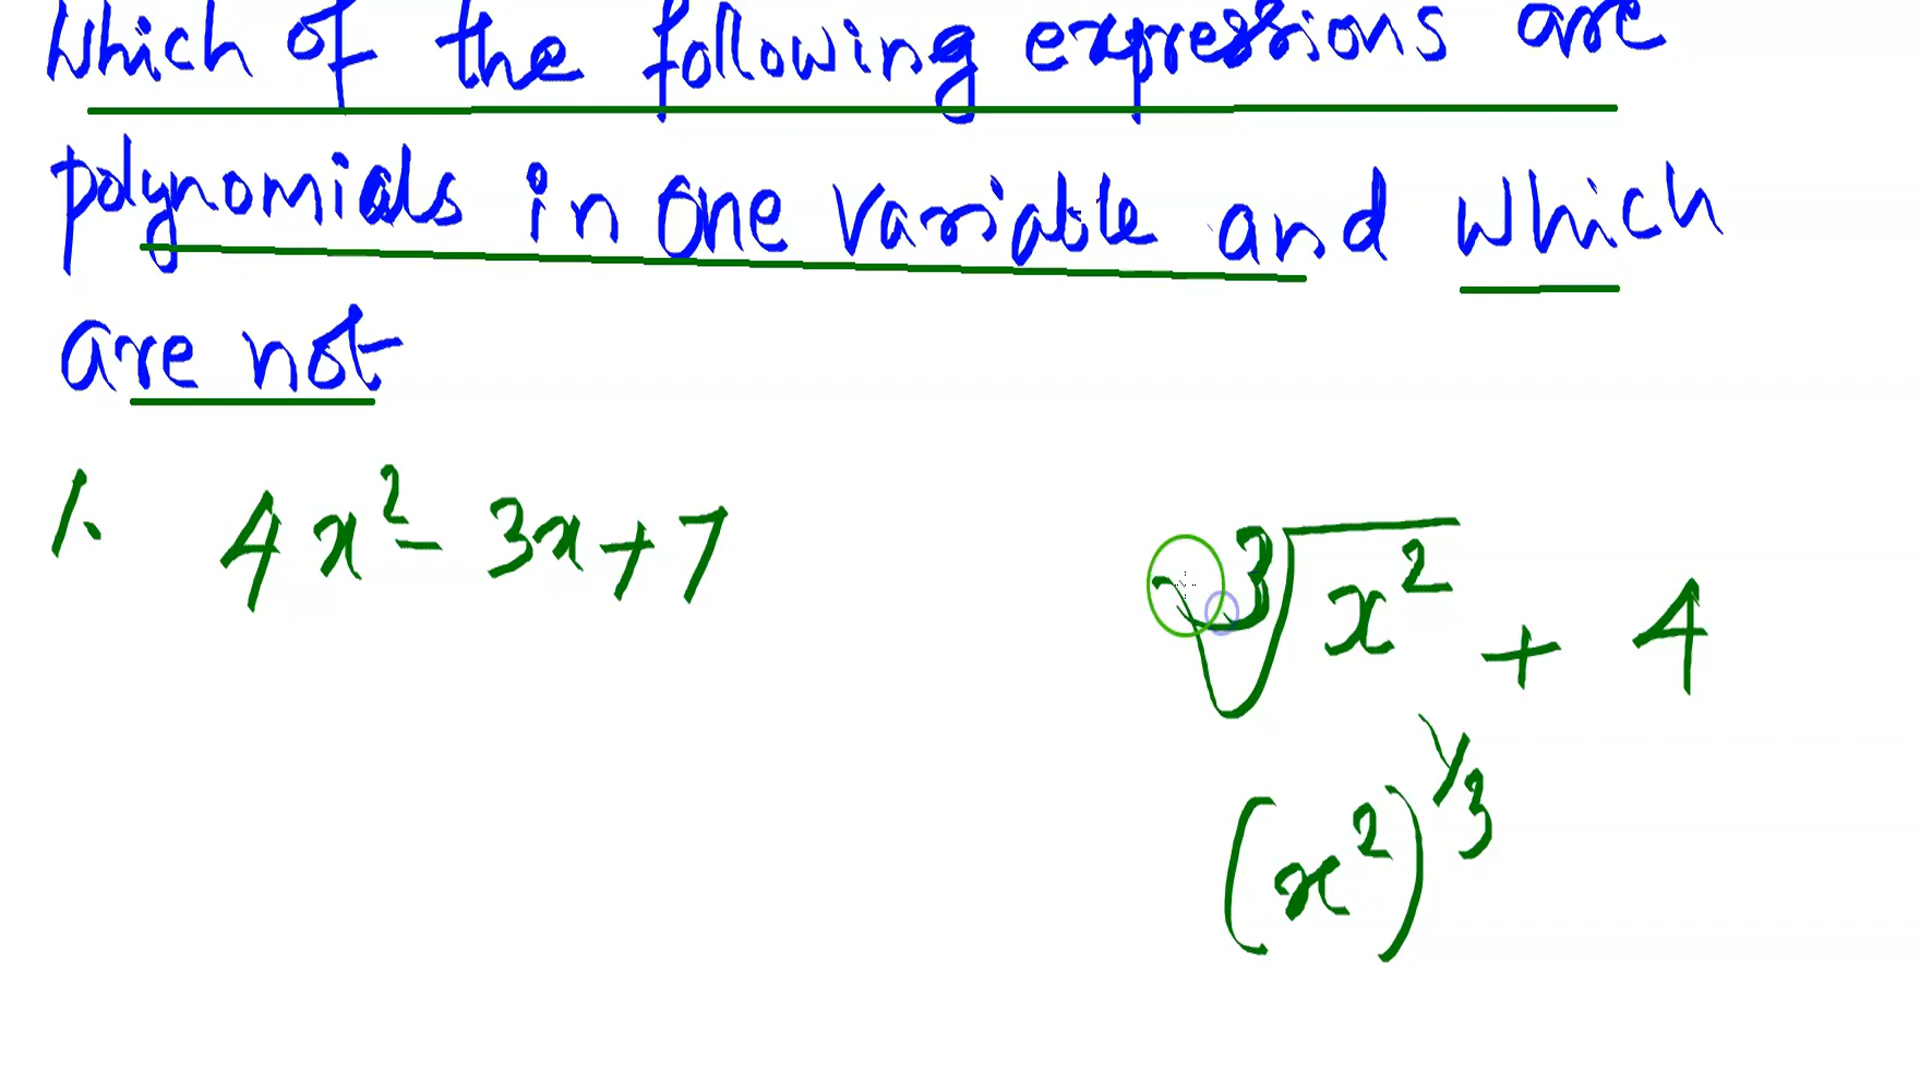 Which of the following expressions are
polynomials in one variable and which
are not
1. 4x² - 3x + 7
∛x² + 4
(x²)^1/3